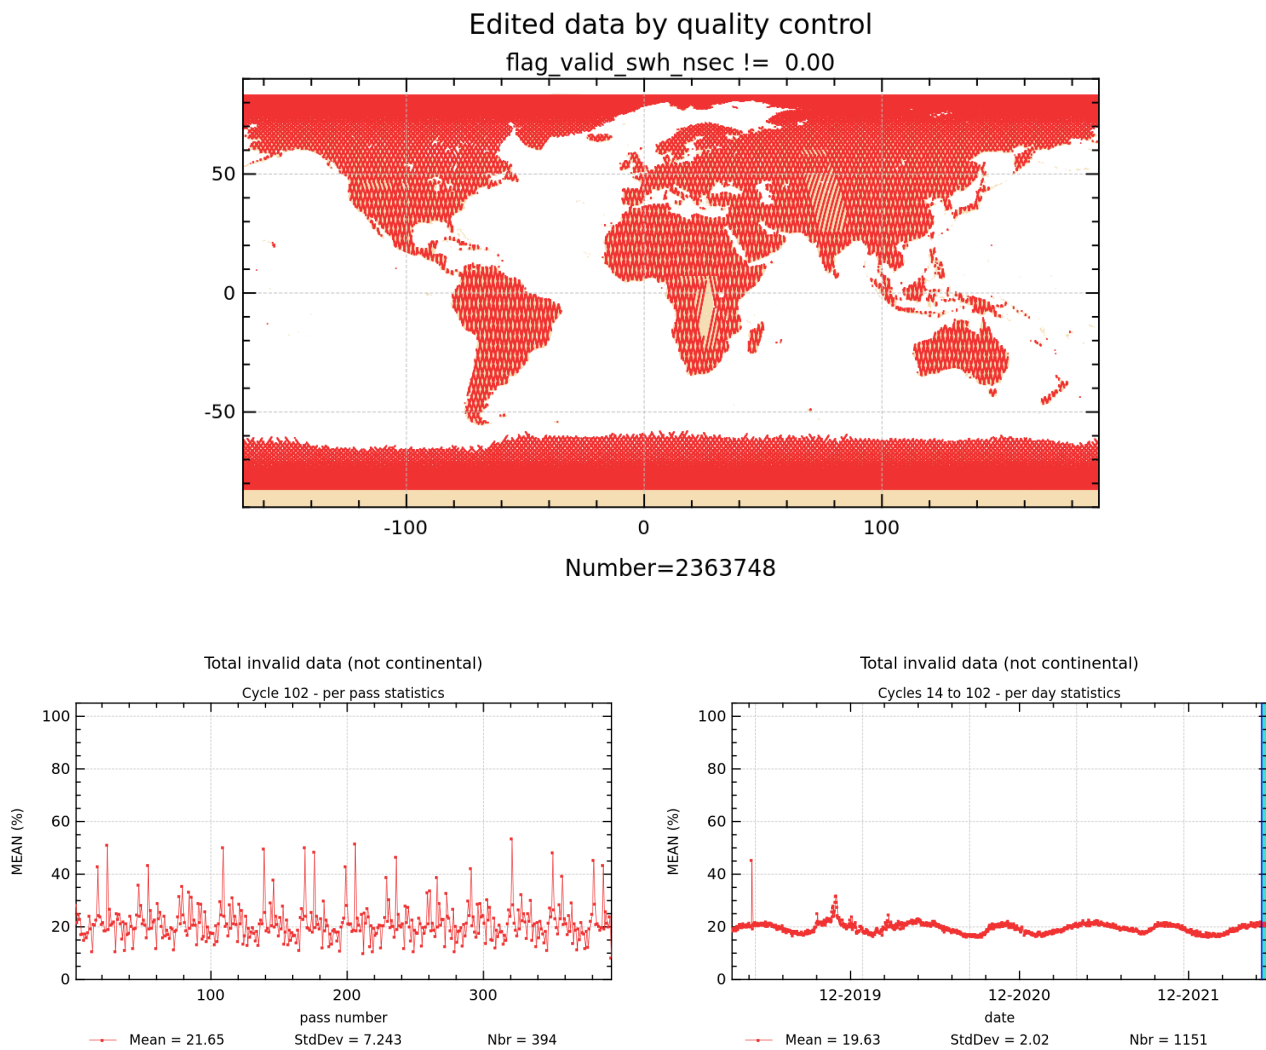 Edited data by quality control
flag_valid_swh_nsec !=  0.00
50
0
-50
-100
0
100
Number=2363748
Total invalid data (not continental)
Cycle 102 - per pass statistics
MEAN (%)
100
80
60
40
20
0
100
200
300
pass number
Mean = 21.65
StdDev = 7.243
Nbr = 394
Total invalid data (not continental)
Cycles 14 to 102 - per day statistics
MEAN (%)
100
80
60
40
20
0
12-2019
12-2020
12-2021
date
Mean = 19.63
StdDev = 2.02
Nbr = 1151